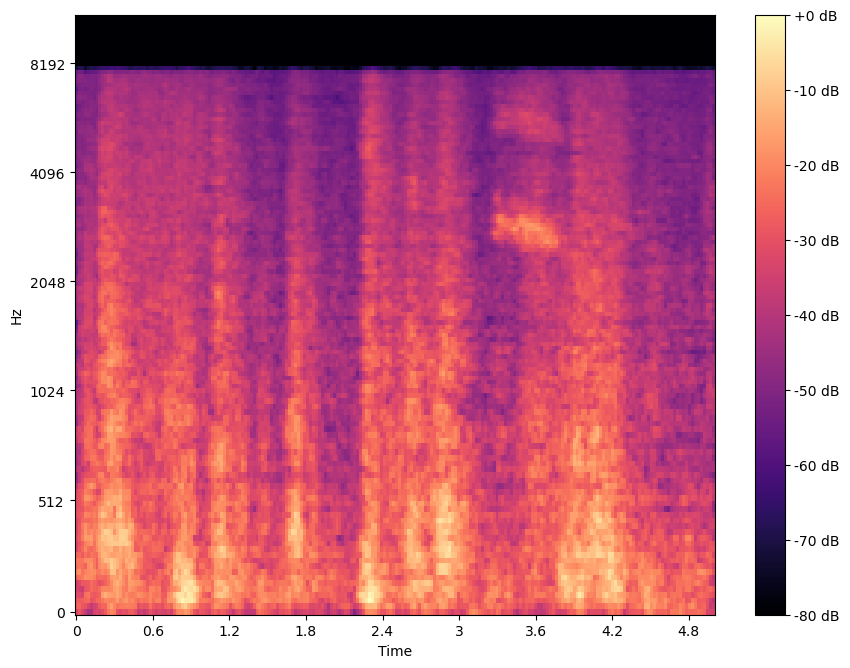 8192
4096
2048
1024
512
0
Hz
0 0.6 1.2 1.8 2.4 3 3.6 4.2 4.8
Time
+0 dB
-10 dB
-20 dB
-30 dB
-40 dB
-50 dB
-60 dB
-70 dB
-80 dB